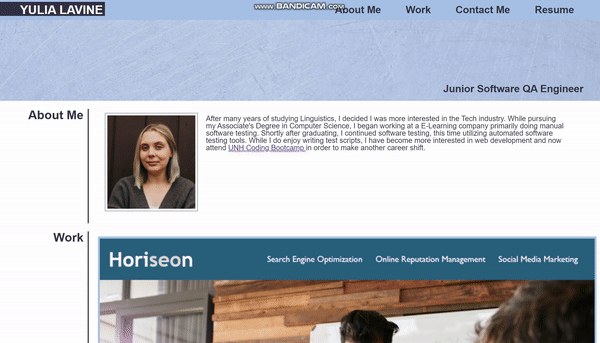 YULIA LAVINE
www.BANDICAM.com
About Me Work Contact Me Resume
Junior Software QA Engineer
About Me
After many years of studying Linguistics, I decided I was more interested in the Tech industry. While pursuing
my Associate's Degree in Computer Science, I began working at a E-Learning company primarily doing manual
software testing. Shortly after graduating, I continued software testing, this time utilizing automated software
testing tools. While I do enjoy writing test scripts, I have become more interested in web development and now
attend UNH Coding Bootcamp in order to make another career shift.
Work
Horiseon
Search Engine Optimization Online Reputation Management Social Media Marketing